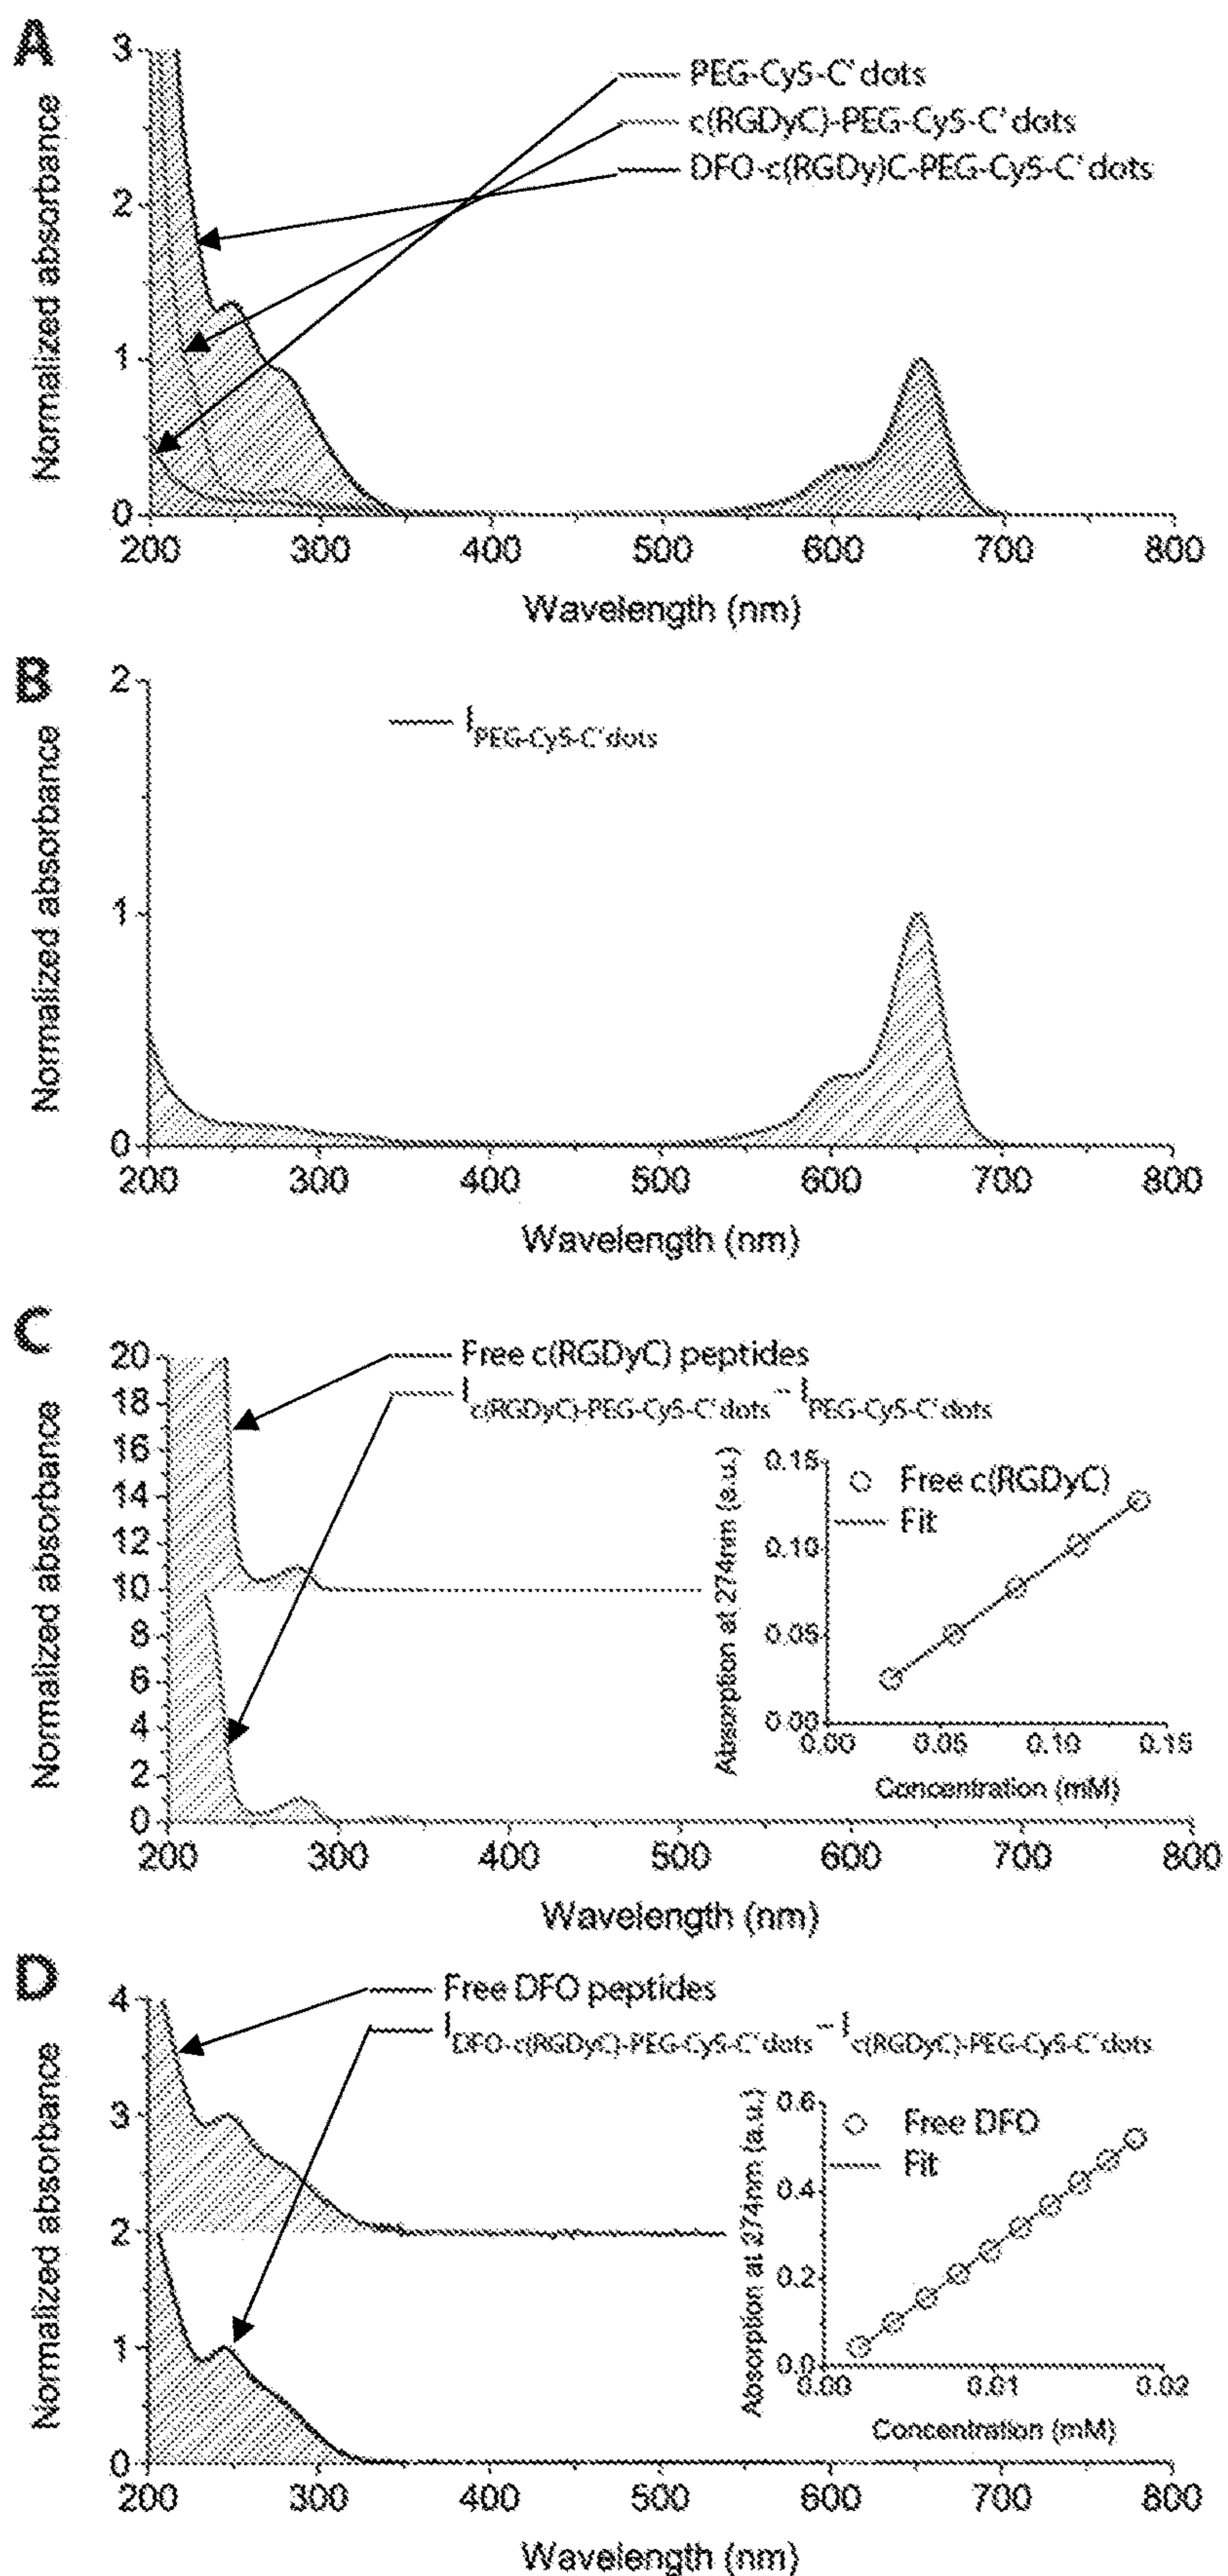 A
PEG-Cy5-C'dots
c(RGDyC)-PEG-Cy5-C'dots
DFO-c(RGDy)C-PEG-Cy5-C'dots
Normalized absorbance
3
2
1
0
200 300 400 500 600 700 800
Wavelength (nm)
B
I PEG-Cy5-C'dots
Normalized absorbance
2
1
0
200 300 400 500 600 700 800
Wavelength (nm)
C
Free c(RGDyC) peptides
I c(RGDyC)-PEG-Cy5-C'dots - I PEG-Cy5-C'dots
Normalized absorbance
20
18
16
14
12
10
8
6
4
2
0
200 300 400 500 600 700 800
Wavelength (nm)
Free c(RGDyC)
Fit
Absorption at 274nm (a.u.)
0.15
0.10
0.05
0.00
0.00 0.05 0.10 0.15
Concentration (mM)
D
Free DFO peptides
I DFO-c(RGDyC)-PEG-Cy5-C'dots - I c(RGDyC)-PEG-Cy5-C'dots
Normalized absorbance
4
3
2
1
0
200 300 400 500 600 700 800
Wavelength (nm)
Free DFO
Fit
Absorption at 274nm (a.u.)
0.6
0.4
0.2
0.0
0.00 0.01 0.02
Concentration (mM)